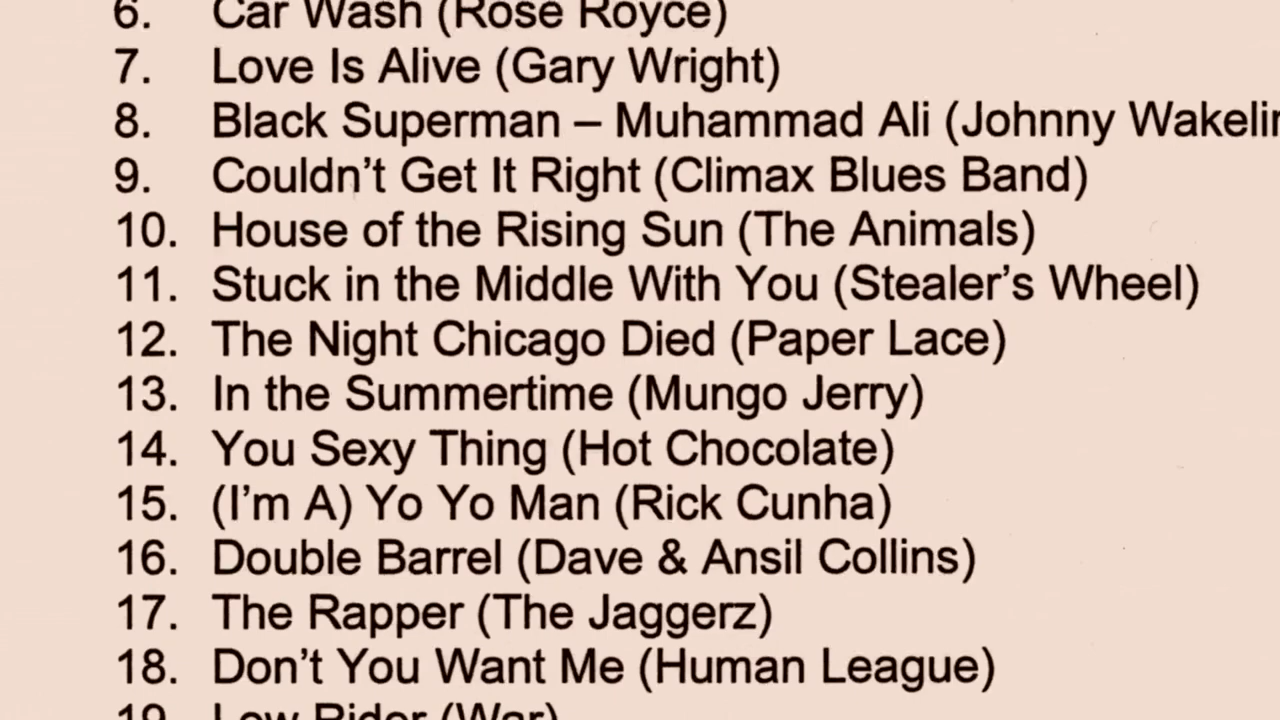 6. Car Wash (Rose Royce)
7. Love Is Alive (Gary Wright)
8. Black Superman – Muhammad Ali (Johnny
9. Couldn’t Get It Right (Climax Blues Band)
10. House of the Rising Sun (The Animals)
11. Stuck in the Middle With You (Stealer’s Wheel)
12. The Night Chicago Died (Paper Lace)
13. In the Summertime (Mungo Jerry)
14. You Sexy Thing (Hot Chocolate)
15. (I’m A) Yo Yo Man (Rick Cunha)
16. Double Barrel (Dave & Ansil Collins)
17. The Rapper (The Jaggerz)
18. Don’t You Want Me (Human League)
19. Low Rider (War)